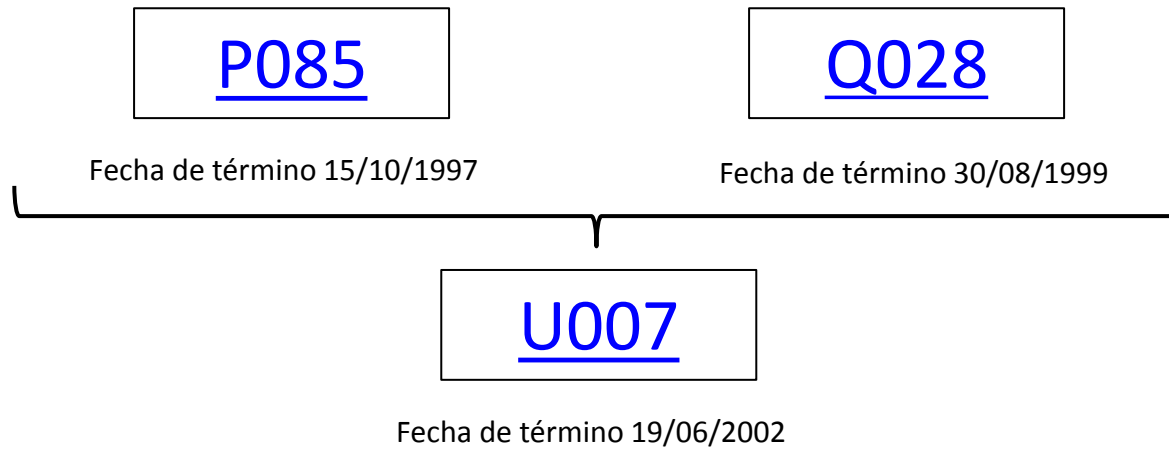 P085
Q028
Fecha de término 15/10/1997
Fecha de término 30/08/1999
U007
Fecha de término 19/06/2002